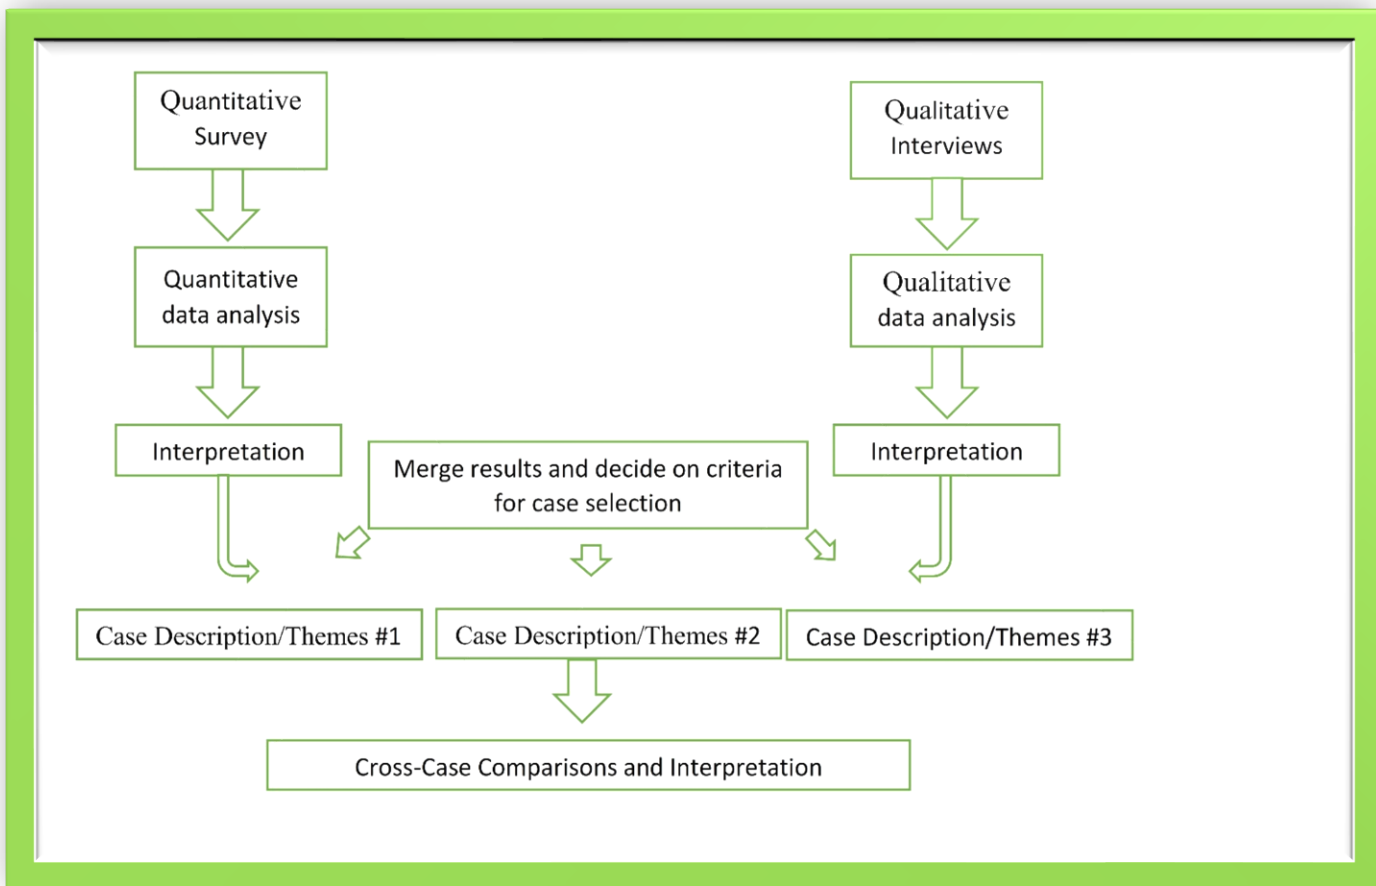 Quantitative
Survey
Qualitative
Interviews
Quantitative
data analysis
Qualitative
data analysis
Interpretation
Merge results and decide on criteria
for case selection
Interpretation
Case Description/Themes #1
Case Description/Themes #2
Case Description/Themes #3
Cross-Case Comparisons and Interpretation